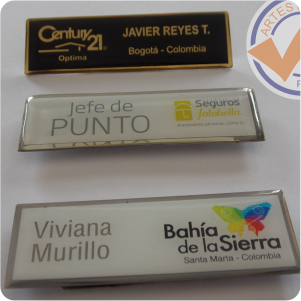 Century 21
Optima
JAVIER REYES T.
Bogotá - Colombia
Jefe de
PUNTO
Seguros
falabella
Viviana
Murillo
Bahía
de la Sierra
Santa Marta - Colombia
ARTES